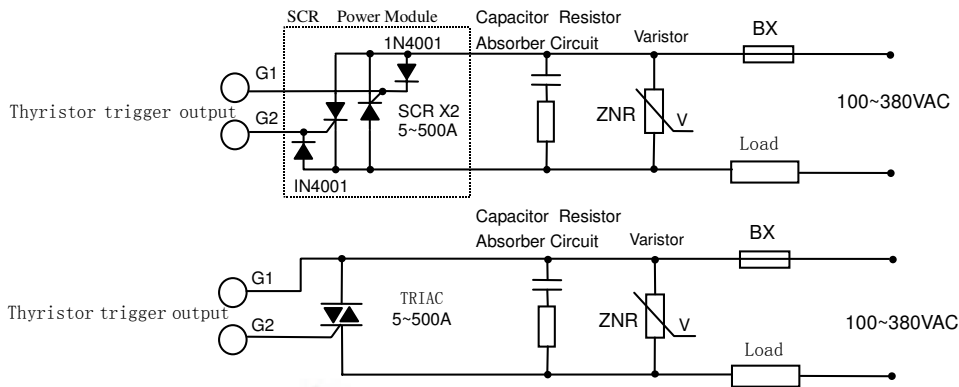 SCR Power Module
Capacitor Resistor
Absorber Circuit
Varistor
BX
1N4001
G1
Thyristor trigger output
G2
SCR X2
5~500A
ZNR
V
100~380VAC
Load
IN4001
Capacitor Resistor
Absorber Circuit
Varistor
BX
G1
Thyristor trigger output
G2
TRIAC
5~500A
ZNR
V
100~380VAC
Load